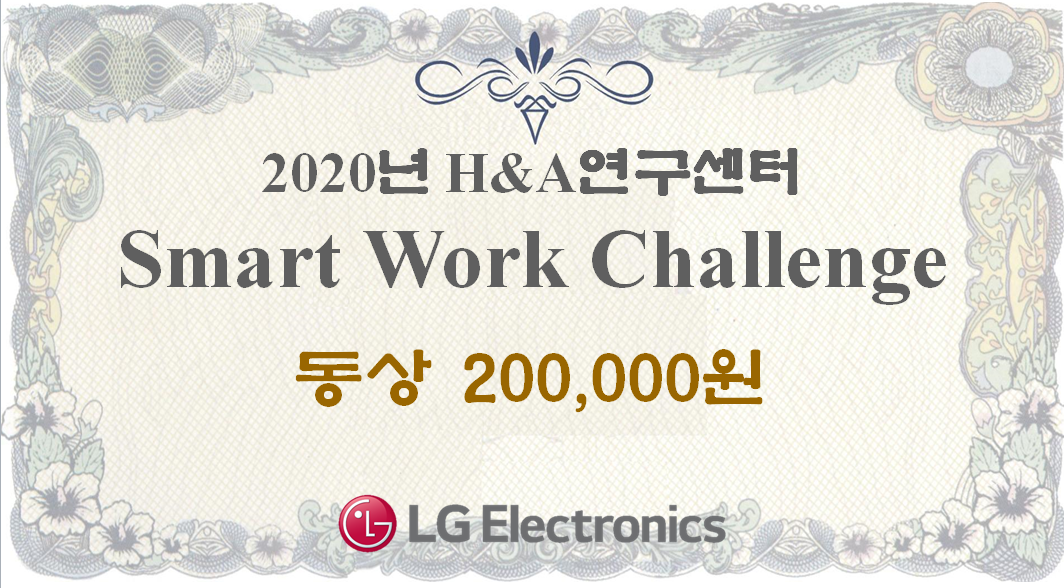 2020년 H&A연구센터
Smart Work Challenge
동상 200,000원
LG Electronics